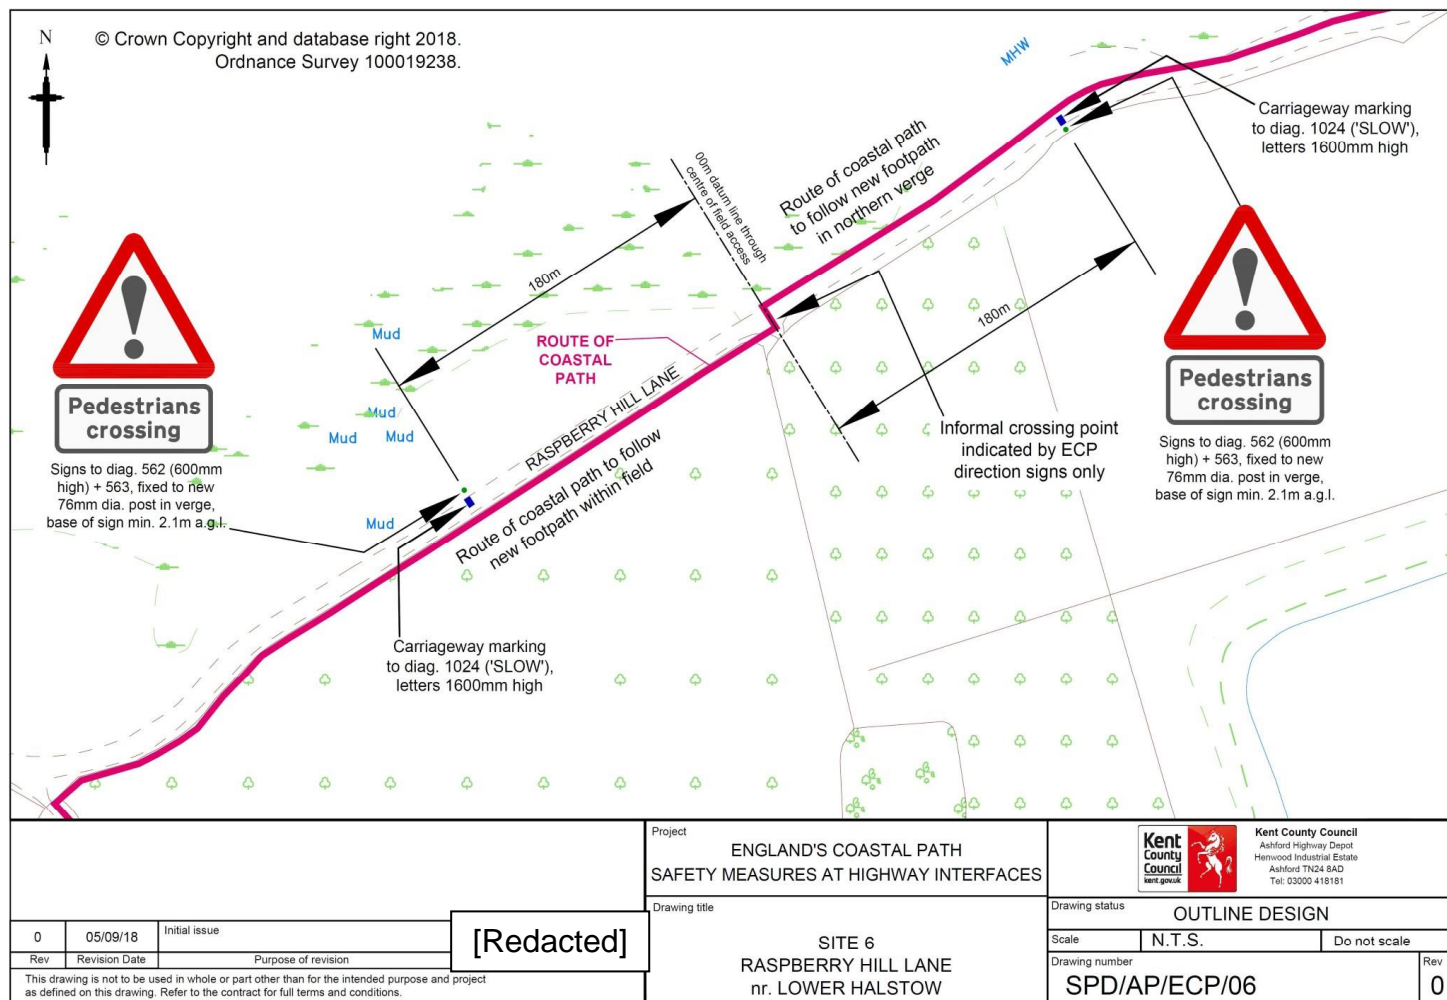 N
© Crown Copyright and database right 2018.
Ordnance Survey 100019238.
MHW
Carriageway marking
to diag. 1024 ('SLOW'),
letters 1600mm high
00m datum line through
centre of field access
Route of coastal path
to follow new footpath
in northern verge
180m
180m
Mud
Mud
Mud
Mud
Mud
ROUTE OF
COASTAL
PATH
RASPBERRY HILL LANE
Route of coastal path to follow
new footpath within field
Informal crossing point
indicated by ECP
direction signs only
Pedestrians
crossing
Signs to diag. 562 (600mm
high) + 563, fixed to new
76mm dia. post in verge,
base of sign min. 2.1m a.g.l.
Pedestrians
crossing
Signs to diag. 562 (600mm
high) + 563, fixed to new
76mm dia. post in verge,
base of sign min. 2.1m a.g.l.
Carriageway marking
to diag. 1024 ('SLOW'),
letters 1600mm high
0
05/09/18
Initial issue
Rev
Revision Date
Purpose of revision
[Redacted]
This drawing is not to be used in whole or part other than for the intended purpose and project
as defined on this drawing. Refer to the contract for full terms and conditions.
Project
ENGLAND'S COASTAL PATH
SAFETY MEASURES AT HIGHWAY INTERFACES
Drawing title
SITE 6
RASPBERRY HILL LANE
nr. LOWER HALSTOW
Kent
County
Council
kent.gov.uk
Kent County Council
Ashford Highway Depot
Henwood Industrial Estate
Ashford TN24 8AD
Tel: 03000 418181
Drawing status
OUTLINE DESIGN
Scale
N.T.S.
Do not scale
Drawing number
SPD/AP/ECP/06
Rev
0